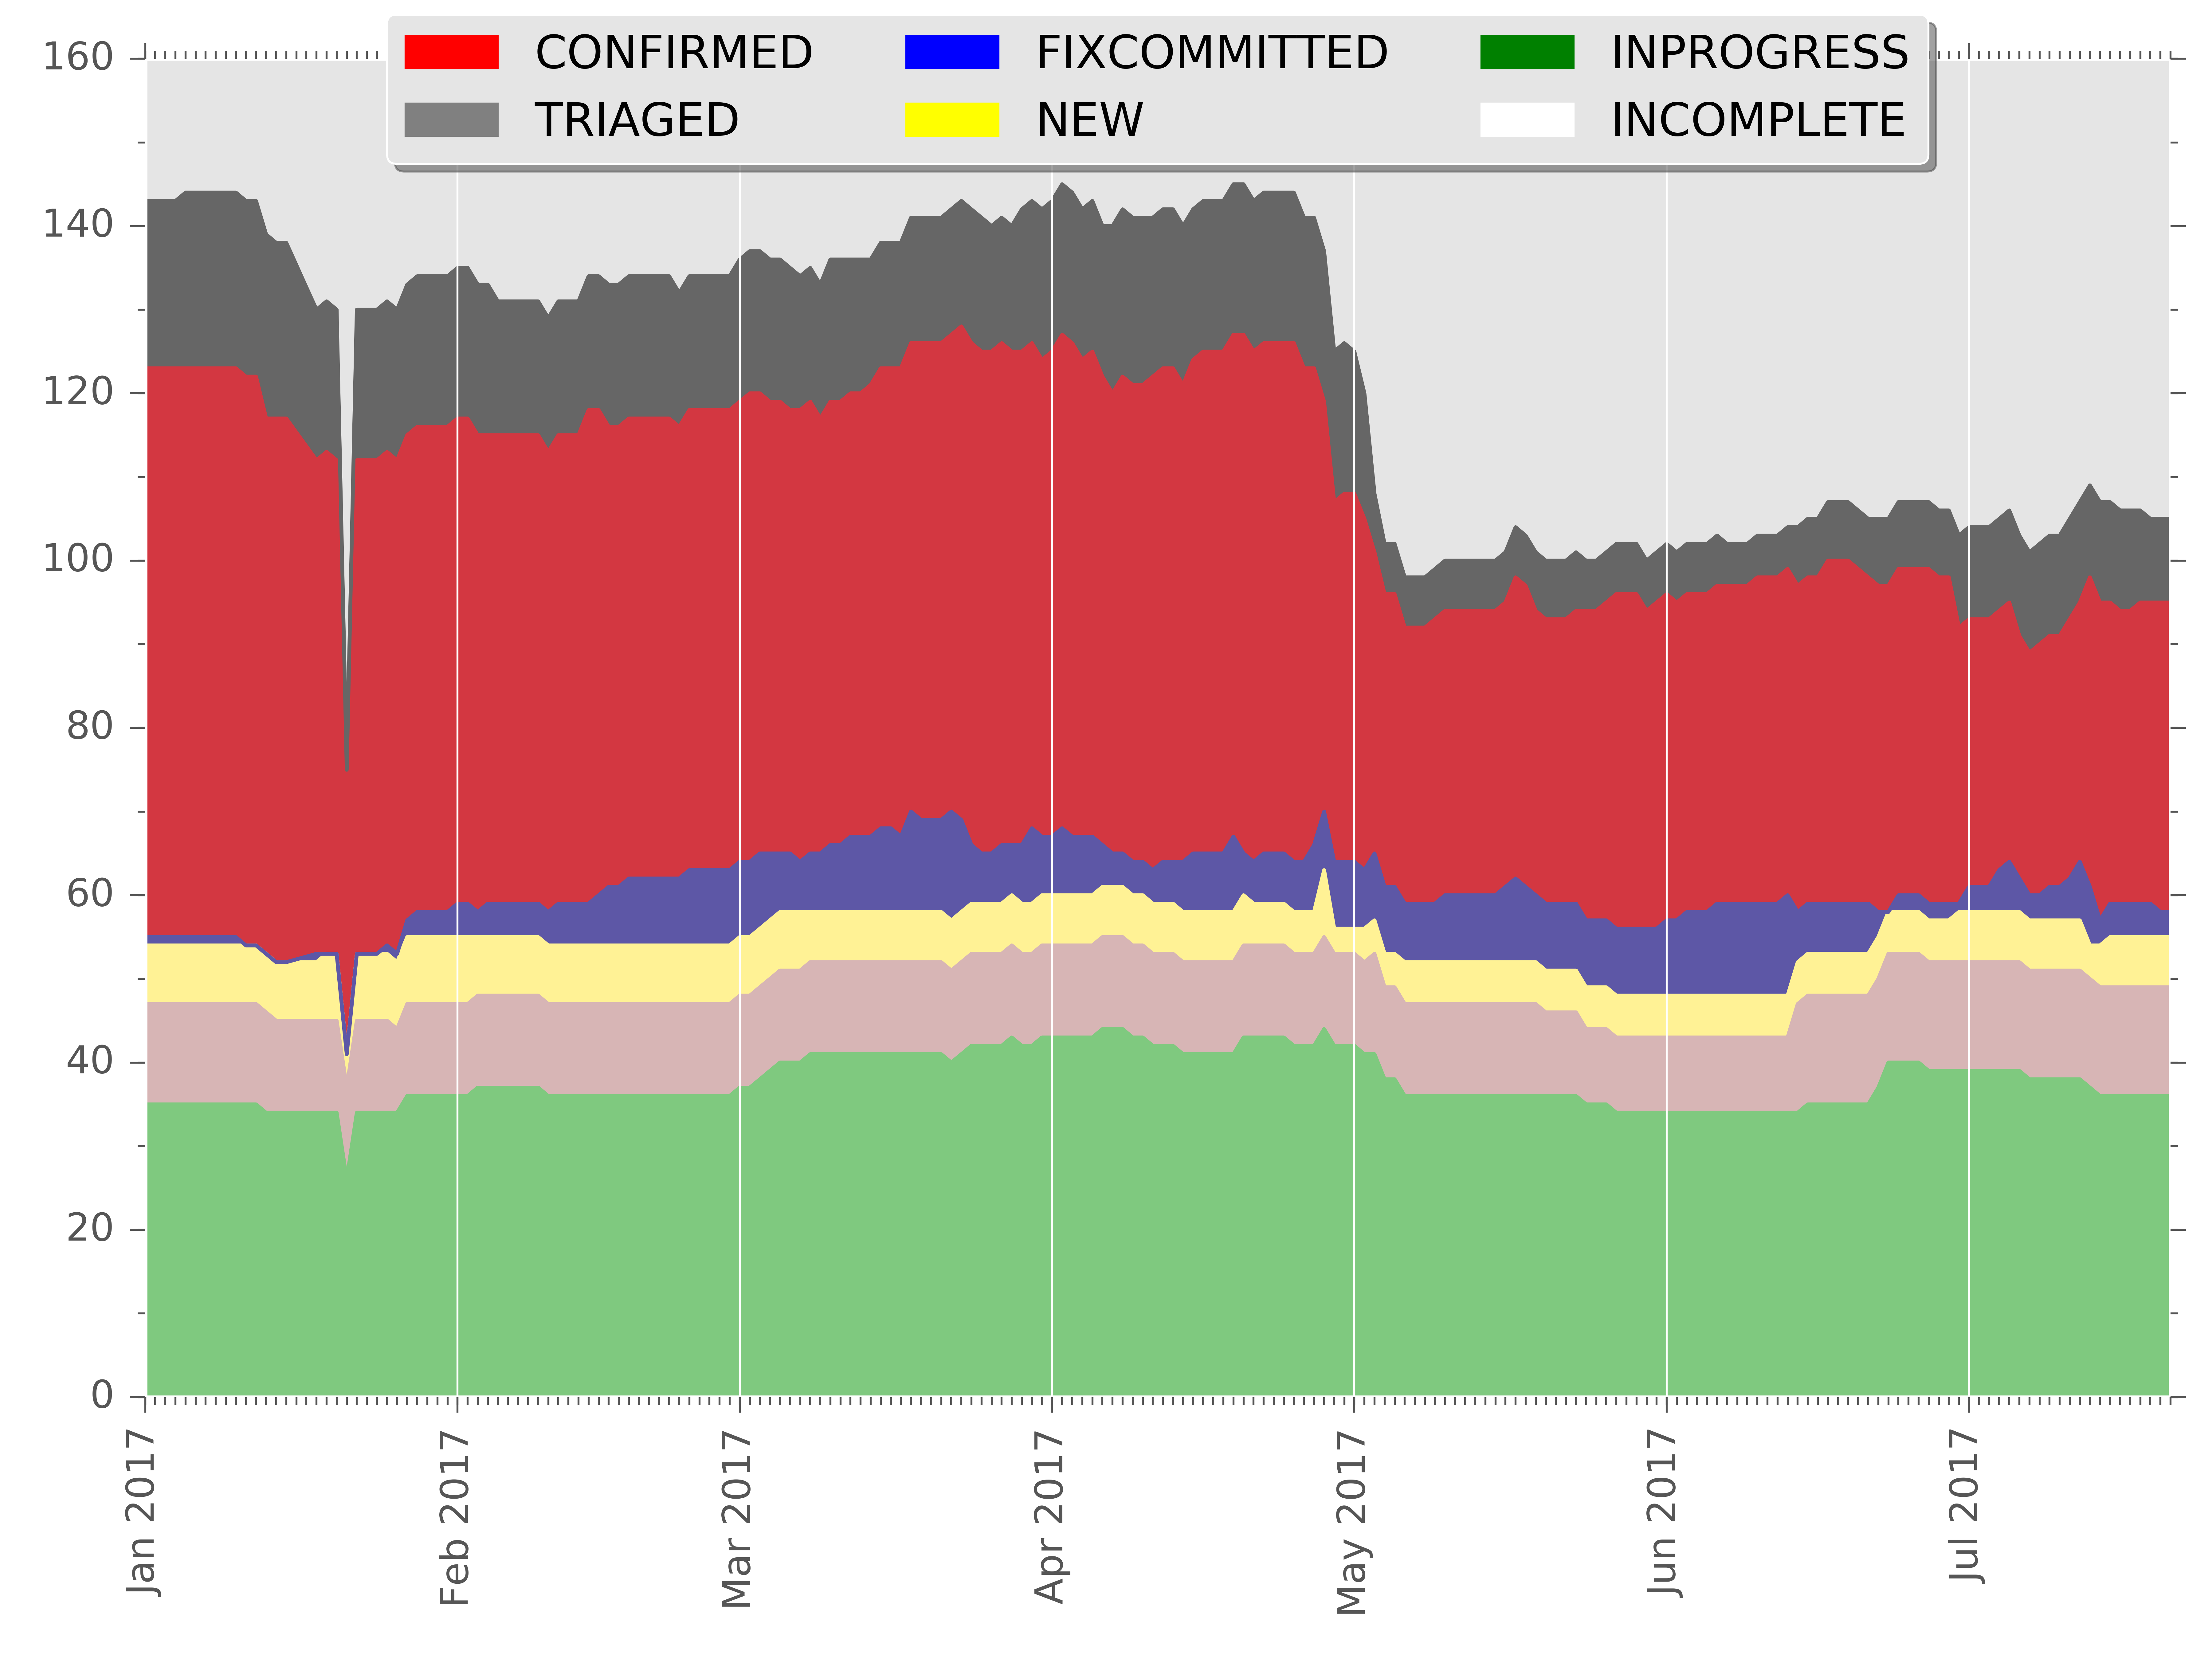 CONFIRMED FIXCOMMITTED INPROGRESS
TRIAGED NEW INCOMPLETE
160
140
120
100
80
60
40
20
0
Jan 2017
Feb 2017
Mar 2017
Apr 2017
May 2017
Jun 2017
Jul 2017